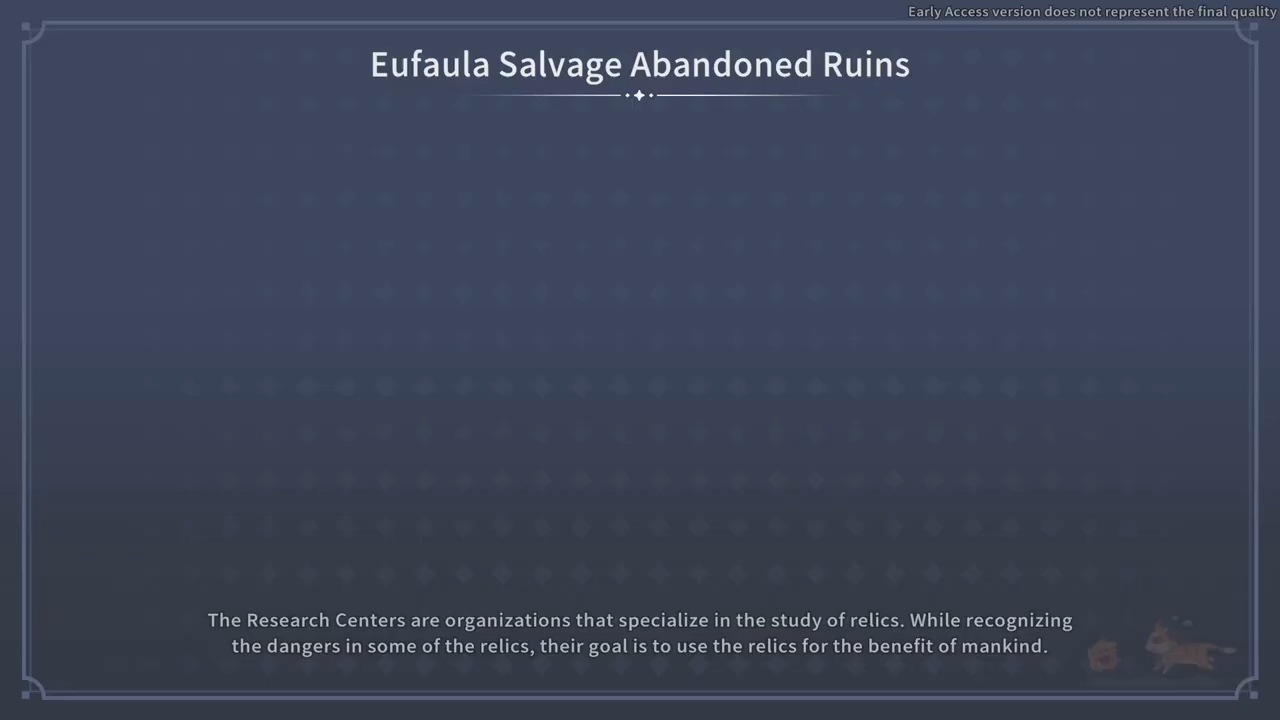 Early Access version does not represent the final quality
Eufaula Salvage Abandoned Ruins
The Research Centers are organizations that specialize in the study of relics. While recognizing
the dangers in some of the relics, their goal is to use the relics for the benefit of mankind.